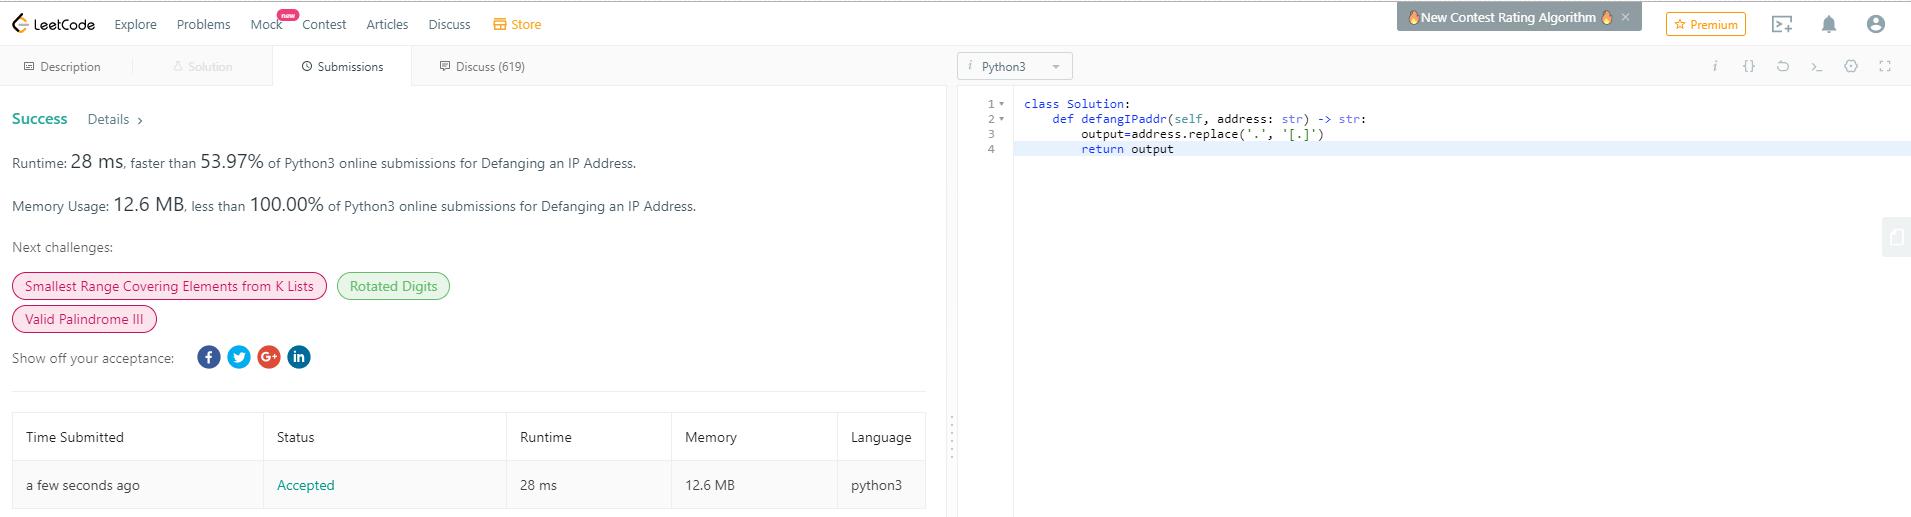 LeetCode Explore Problems Mock new Contest Articles Discuss Store 🔥New Contest Rating Algorithm 🔥 × Premium
Description Solution Submissions Discuss (619) i Python3 i {} >_
Success Details >
Runtime: 28 ms, faster than 53.97% of Python3 online submissions for Defanging an IP Address.
Memory Usage: 12.6 MB, less than 100.00% of Python3 online submissions for Defanging an IP Address.
Next challenges:
Smallest Range Covering Elements from K Lists Rotated Digits
Valid Palindrome III
Show off your acceptance: f G+ in
Time Submitted Status Runtime Memory Language
a few seconds ago Accepted 28 ms 12.6 MB python3
1 class Solution:
2 def defangIPaddr(self, address: str) -> str:
3 output=address.replace('.', '[.]')
4 return output